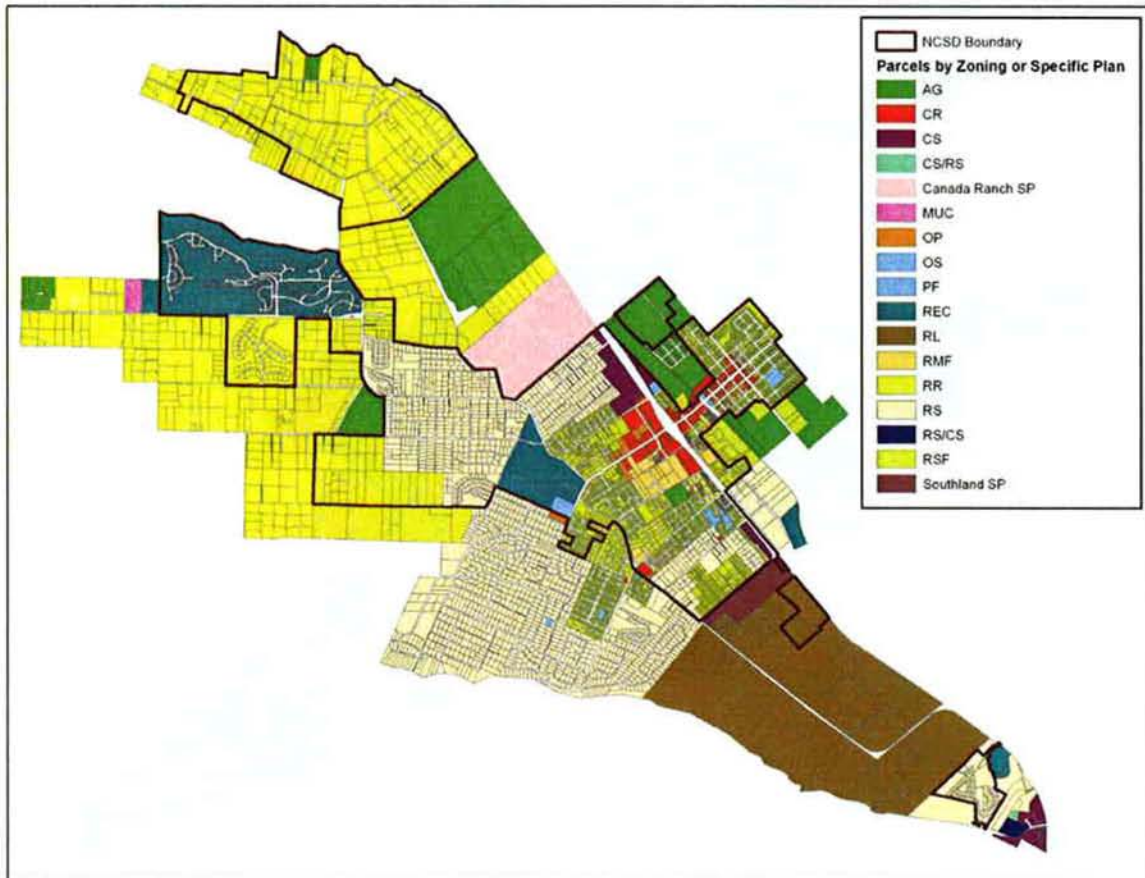 NCSD Boundary
Parcels by Zoning or Specific Plan
AG
CR
CS
CS/RS
Canada Ranch SP
MUC
OP
OS
PF
REC
RL
RMF
RR
RS
RS/CS
RSF
Southland SP